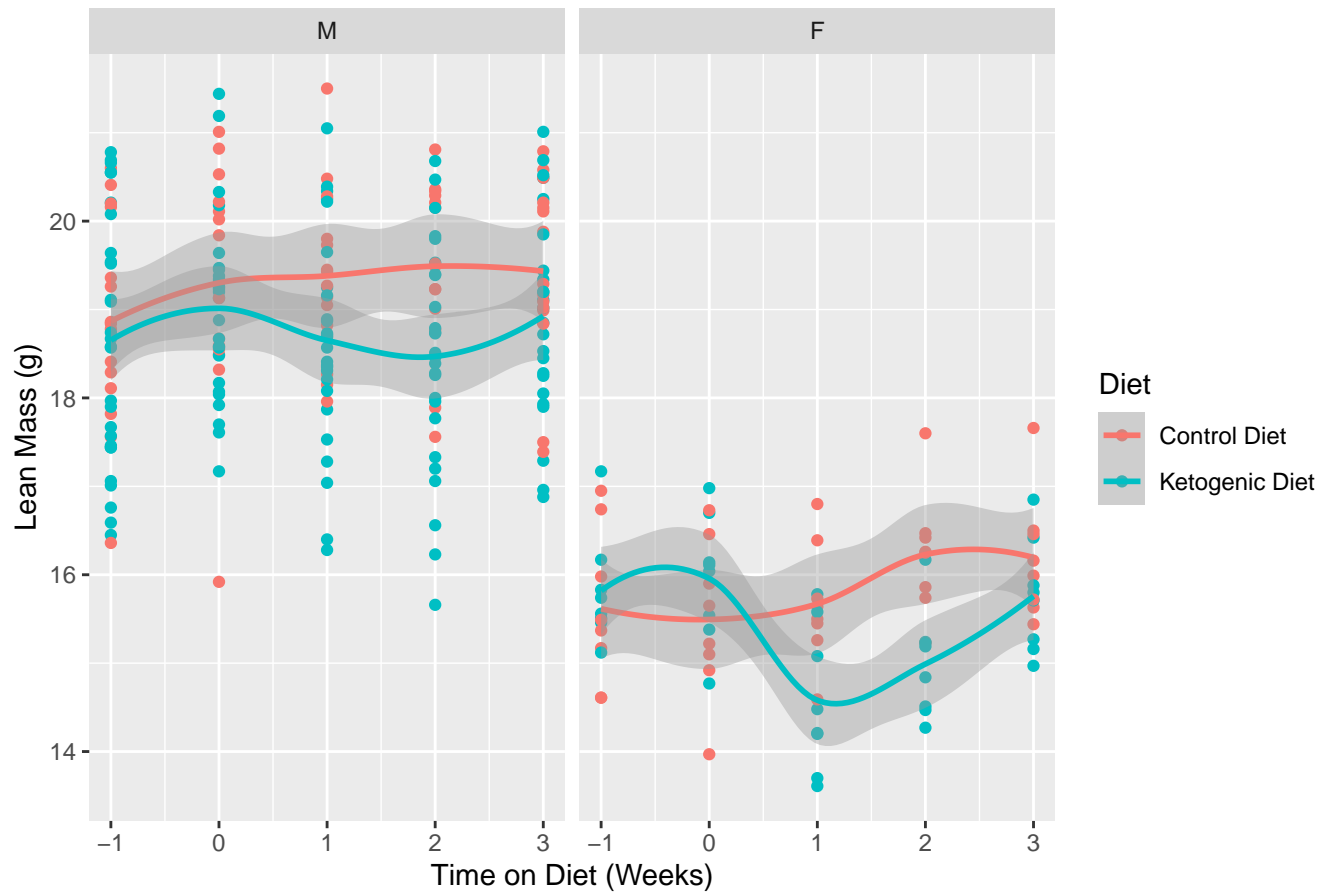 M F
Lean Mass (g)
20
18
16
14
−1 0 1 2 3 −1 0 1 2 3
Time on Diet (Weeks)
Diet
Control Diet
Ketogenic Diet